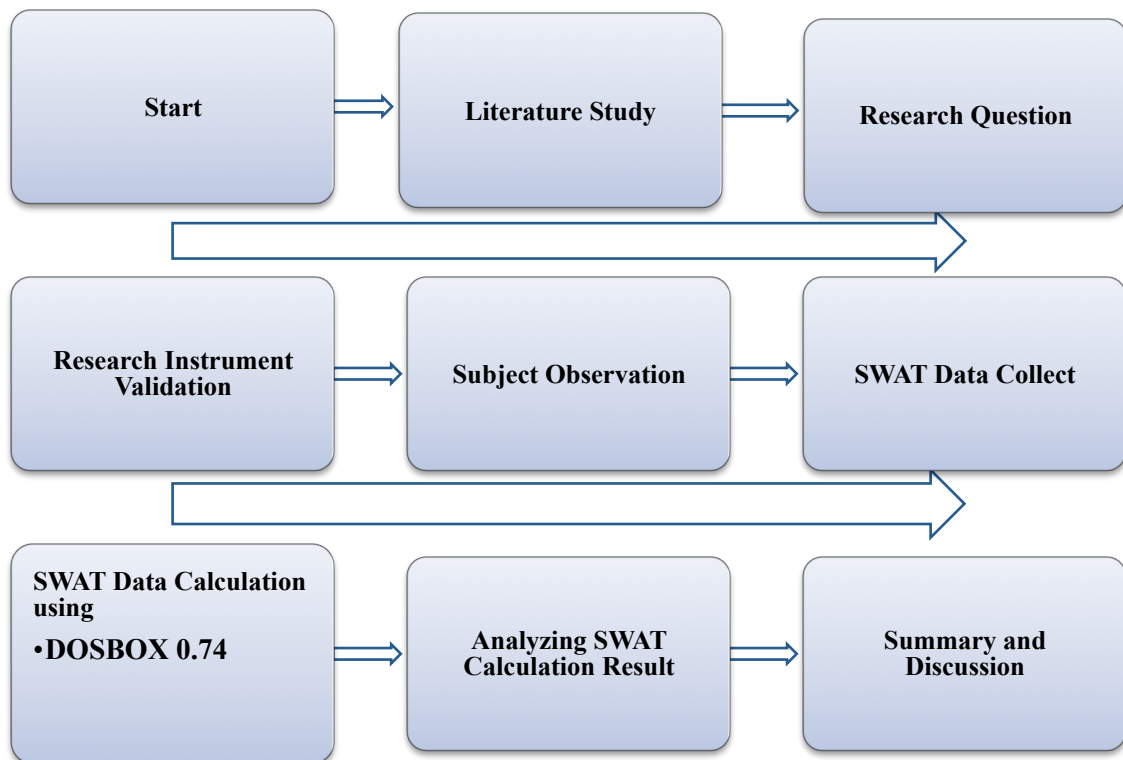 Start
Literature Study
Research Question
Research Instrument
Validation
Subject Observation
SWAT Data Collect
SWAT Data Calculation
using
•DOSBOX 0.74
Analyzing SWAT
Calculation Result
Summary and
Discussion